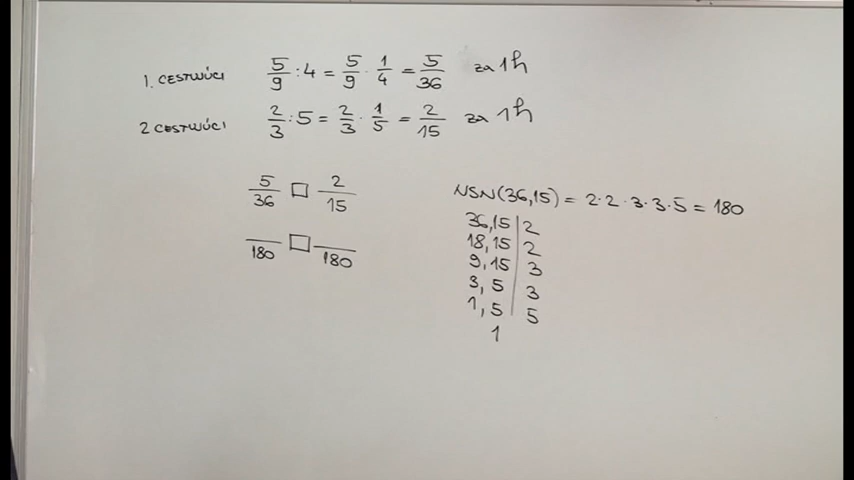 1. CESTUJÚCI 5/9 : 4 = 5/9 · 1/4 = 5/36 za 1h
2 CESTUJÚCI 2/3 : 5 = 2/3 · 1/5 = 2/15 za 1h
5/36 □ 2/15
/180 □ /180
NSN(36,15) = 2·2·3·3·5 = 180
36,15 | 2
18,15 | 2
9,15 | 3
3,5 | 3
1,5 | 5
1